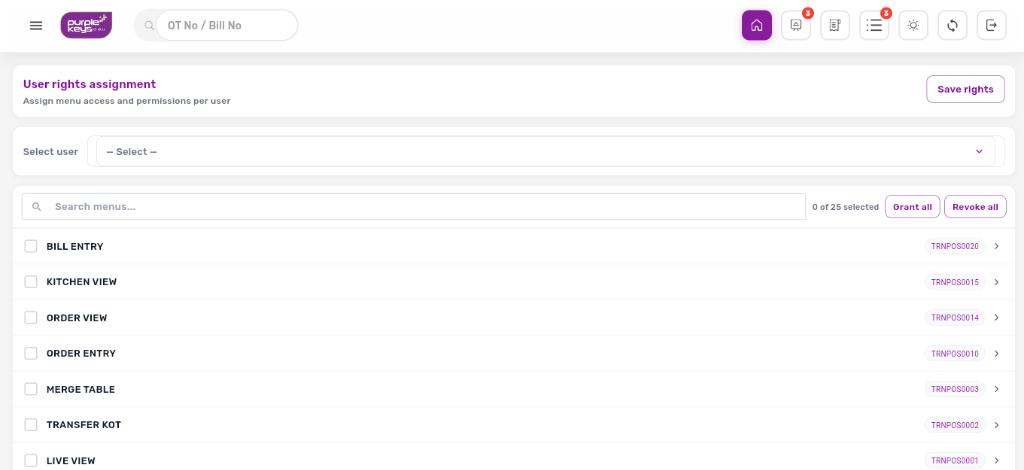 purple
keys
OT No / Bill No
3
3
User rights assignment
Assign menu access and permissions per user
Save rights
Select user
— Select —
Search menus...
0 of 25 selected
Grant all
Revoke all
BILL ENTRY
TRNPOS0020
KITCHEN VIEW
TRNPOS0015
ORDER VIEW
TRNPOS0014
ORDER ENTRY
TRNPOS0010
MERGE TABLE
TRNPOS0003
TRANSFER KOT
TRNPOS0002
LIVE VIEW
TRNPOS0001